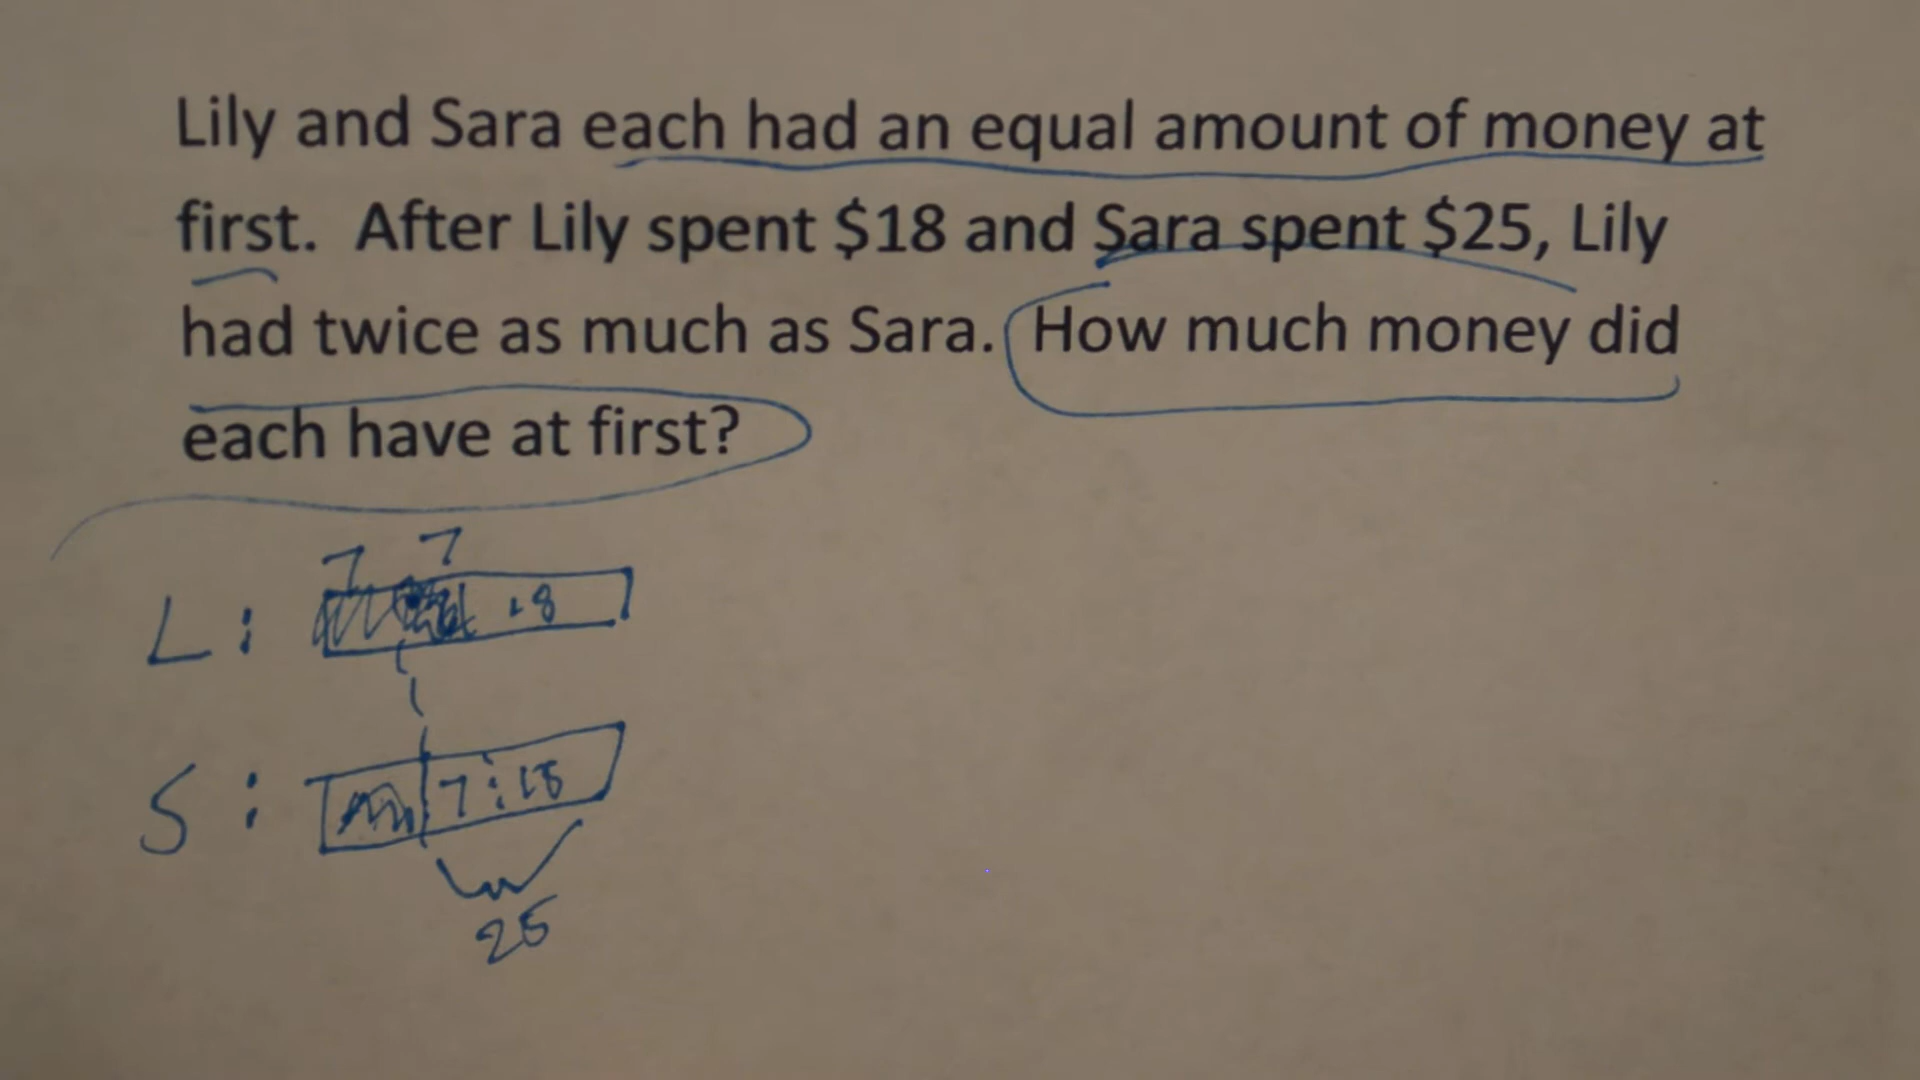 Lily and Sara each had an equal amount of money at
first. After Lily spent $18 and Sara spent $25, Lily
had twice as much as Sara. How much money did
each have at first?
7 7
L: 18
S: 7 18
25